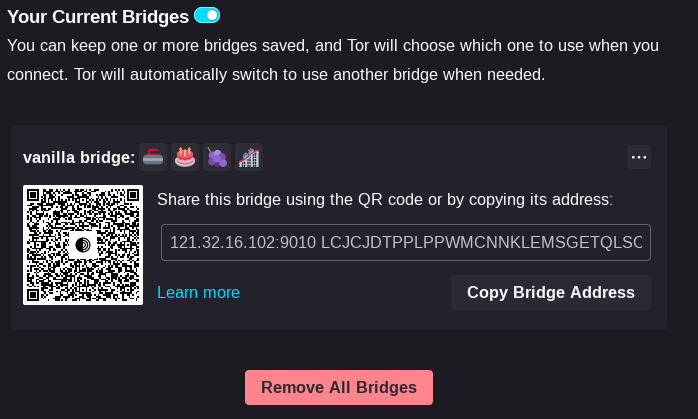 Your Current Bridges
You can keep one or more bridges saved, and Tor will choose which one to use when you
connect. Tor will automatically switch to use another bridge when needed.
vanilla bridge:
Share this bridge using the QR code or by copying its address:
121.32.16.102:9010 LCJCJDTPPLPPWMCNNKLEMSGETQLSC
Learn more
Copy Bridge Address
Remove All Bridges